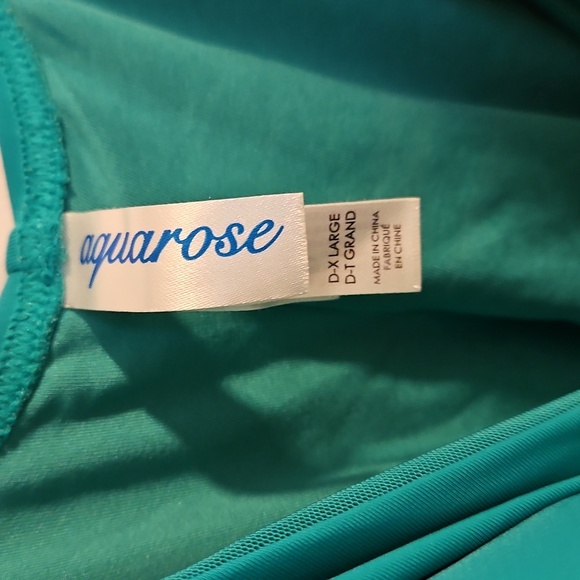 aquarose
D-X LARGE
D-T GRAND
MADE IN CHINA
FABRIQUÉ
EN CHINE